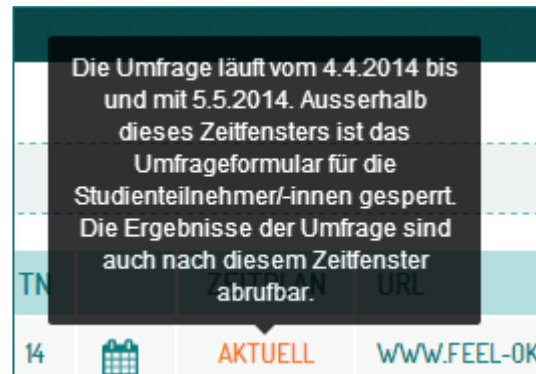 Die Umfrage läuft vom 4.4.2014 bis
und mit 5.5.2014. Ausserhalb
dieses Zeitfensters ist das
Umfrageformular für die
Studienteilnehmer/-innen gesperrt.
Die Ergebnisse der Umfrage sind
auch nach diesem Zeitfenster
abrufbar.
TN ZEITPLAN URL
14 AKTUELL WWW.FEEL-OK